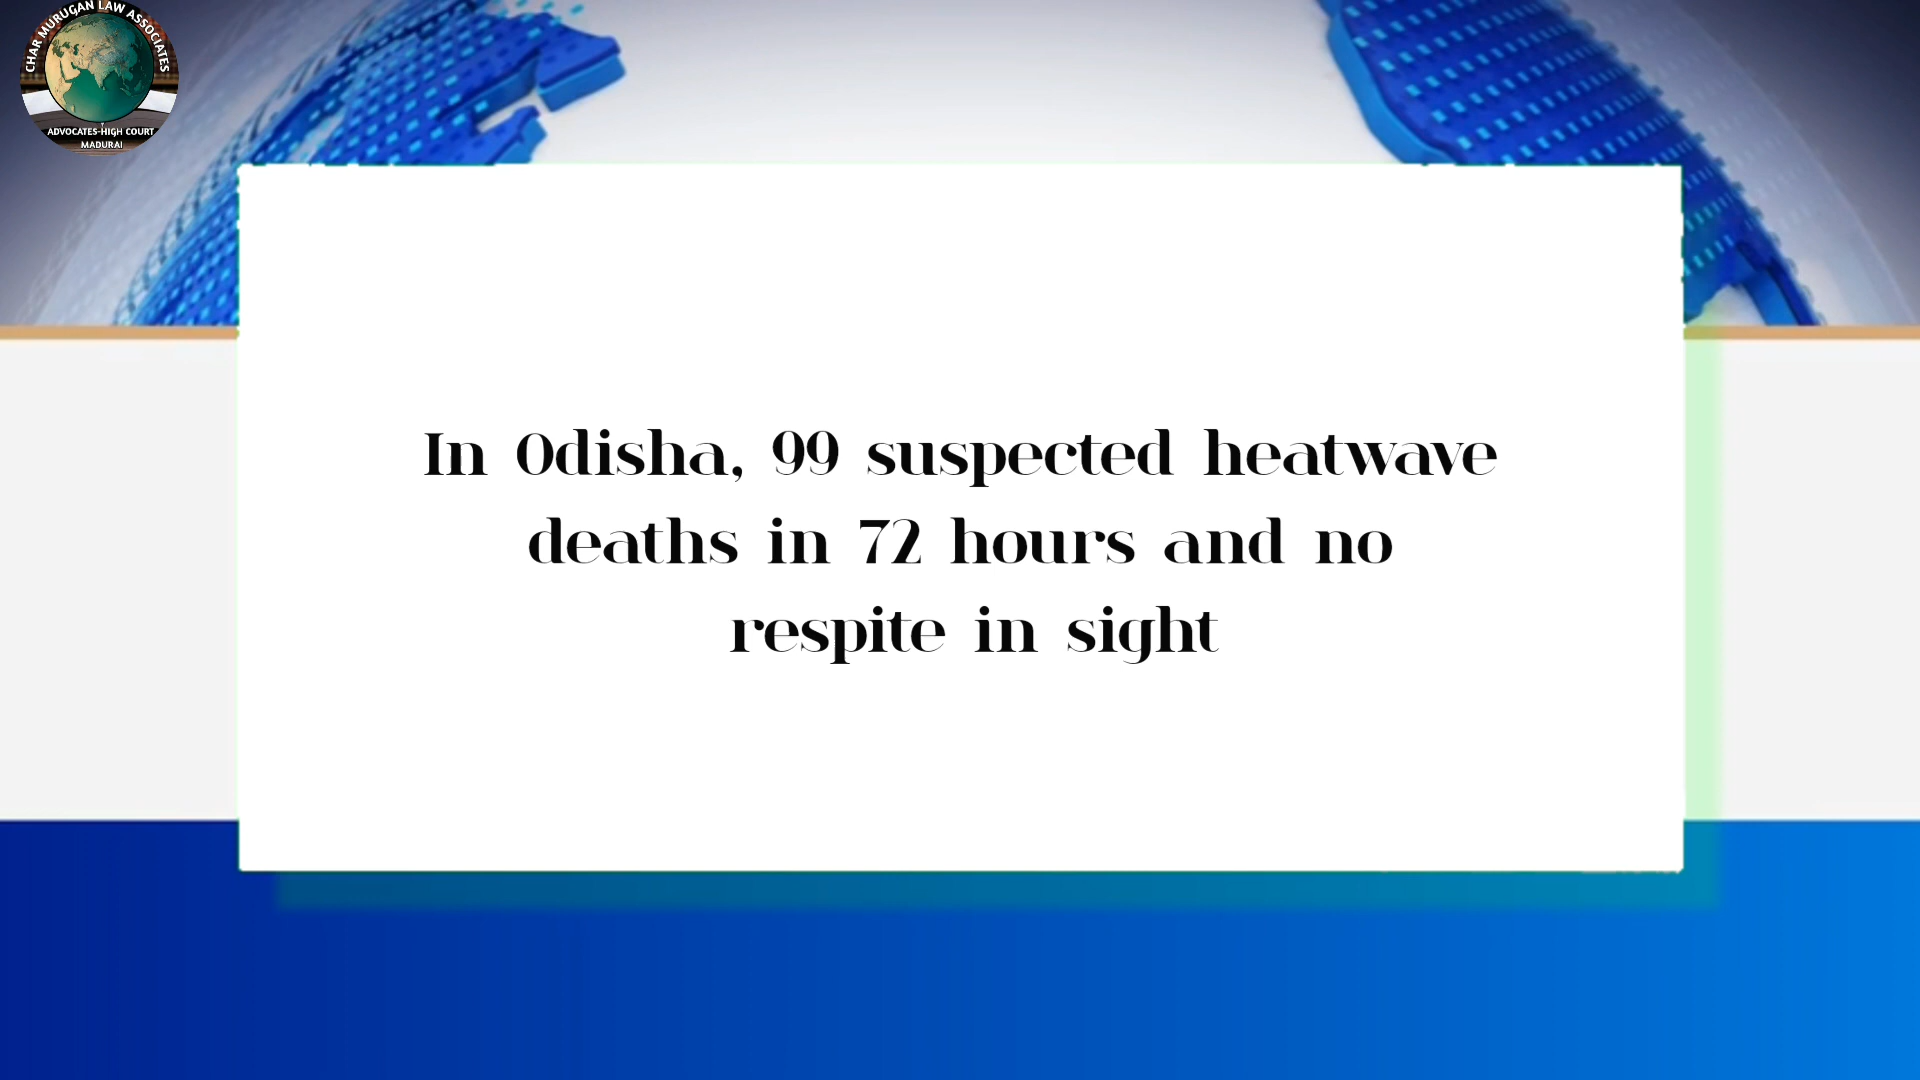 CHAR MURUGAN LAW ASSOCIATES
ADVOCATES-HIGH COURT
MADURAI
In Odisha, 99 suspected heatwave
deaths in 72 hours and no
respite in sight